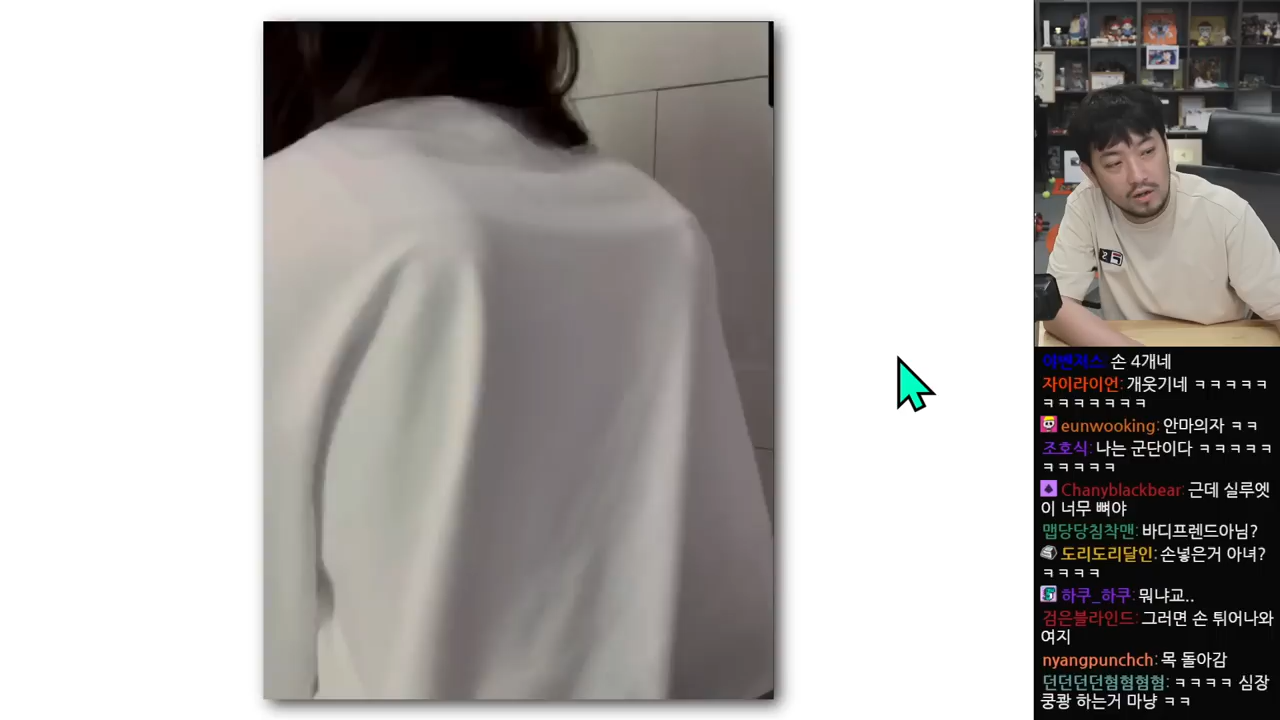 이벤져스: 손 4개네
자이라이언: 개웃기네 ㅋㅋㅋㅋㅋ
ㅋㅋㅋㅋㅋㅋㅋ
eunwooking: 안마의자 ㅋㅋ
조호식: 나는 군단이다 ㅋㅋㅋㅋㅋ
ㅋㅋㅋㅋㅋ
Chanyblackbear: 근데 실루엣
이 너무 뼈야
맵당당침착맨: 바디프렌드아님?
도리도리달인: 손넣은거 아녀?
ㅋㅋㅋㅋ
하쿠_하쿠: 뭐냐교..
검은블라인드: 그러면 손 튀어나와
여지
nyangpunchch: 목 돌아감
던던던던혐혐혐혐: ㅋㅋㅋㅋ 심장
쿵쾅 하는거 마냥 ㅋㅋ